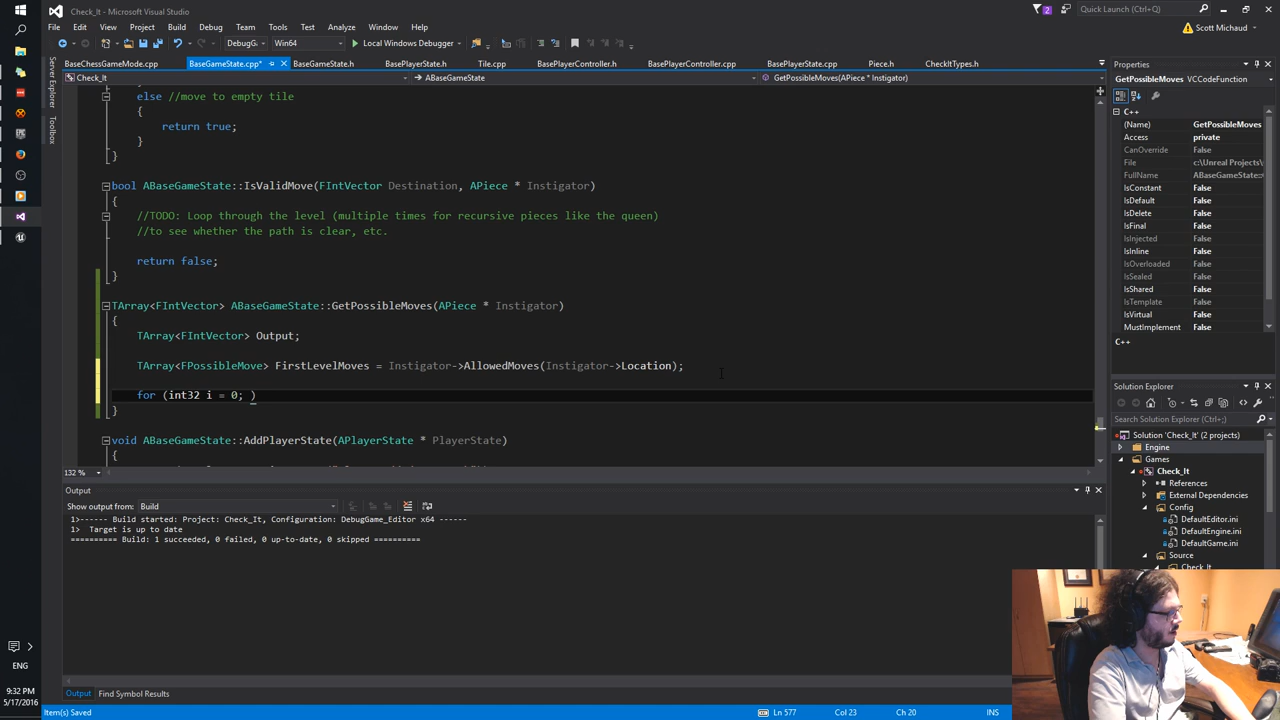 Check_It - Microsoft Visual Studio
2
Quick Launch (Ctrl+Q)
File Edit View Project Build Debug Team Tools Test Analyze Window Help
Scott Michaud
DebugG Win64 Local Windows Debugger
BaseChessGameMode.cpp BaseGameState.cpp* BaseGameState.h BasePlayerState.h Tile.cpp BasePlayerController.h BasePlayerController.cpp Piece.h CheckItTypes.h
Check_It ABaseGameState GetPossibleMoves(APiece * Instigator)
Server Explorer
Toolbox
else //move to empty tile
{
return true;
}
}
bool ABaseGameState::IsValidMove(FIntVector Destination, APiece * Instigator)
{
//TODO: Loop through the level (multiple times for recursive pieces like the queen)
//to see whether the path is clear, etc.
return false;
}
TArray<FIntVector> ABaseGameState::GetPossibleMoves(APiece * Instigator)
{
TArray<FIntVector> Output;
TArray<FPossibleMove> FirstLevelMoves = Instigator->AllowedMoves(Instigator->Location);
for (int32 i = 0; )
}
void ABaseGameState::AddPlayerState(APlayerState * PlayerState)
{
132 %
Output
Show output from: Build
1>------ Build started: Project: Check_It, Configuration: DebugGame_Editor x64 ------
1> Target is up to date
========== Build: 1 succeeded, 0 failed, 0 up-to-date, 0 skipped ==========
Output Find Symbol Results
Item(s) Saved
Ln 577 Col 23 Ch 20 INS
Properties
GetPossibleMoves VCCodeFunction
C++
(Name) GetPossibleMoves
Access private
CanOverride False
File c:\Unreal Projects\
FullName ABaseGameState::
IsConstant False
IsDefault False
IsDelete False
IsFinal False
IsInjected False
IsInline False
IsOverloaded False
IsSealed False
IsShared False
IsTemplate False
IsVirtual False
MustImplement False
C++
Solution Explorer
Search Solution Explorer (Ctrl+;)
Solution 'Check_It' (2 projects)
Engine
Games
Check_It
References
External Dependencies
Config
DefaultEditor.ini
DefaultEngine.ini
DefaultGame.ini
Source
Check_It
ENG
9:32 PM
5/17/2016